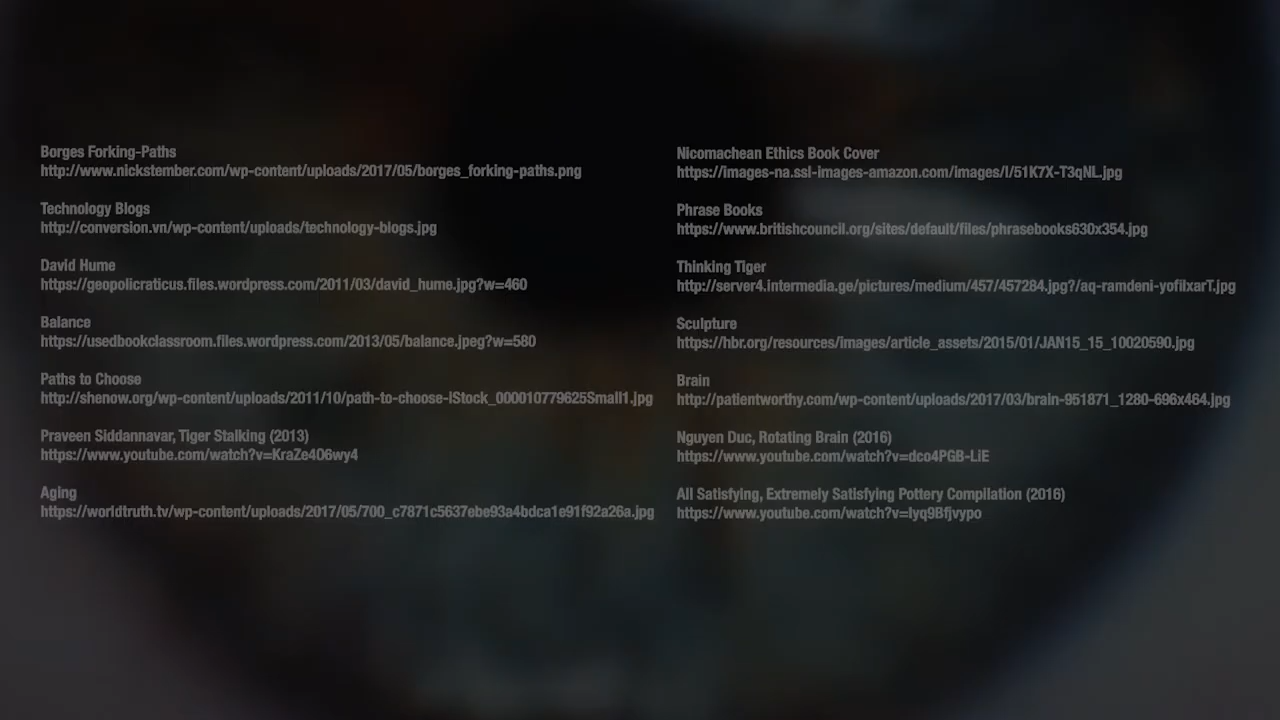 Borges Forking-Paths
http://www.nickstember.com/wp-content/uploads/2017/05/borges_forking-paths.png
Technology Blogs
http://conversion.vn/wp-content/uploads/technology-blogs.jpg
David Hume
https://geopolicraticus.files.wordpress.com/2011/03/david_hume.jpg?w=460
Balance
https://usedbookclassroom.files.wordpress.com/2013/05/balance.jpeg?w=580
Paths to Choose
http://shenow.org/wp-content/uploads/2011/10/path-to-choose-iStock_000010779625Small1.jpg
Praveen Siddannavar, Tiger Stalking (2013)
https://www.youtube.com/watch?v=KraZe4O6wy4
Aging
https://worldtruth.tv/wp-content/uploads/2017/05/700_c7871c5637ebe93a4bdca1e91f92a26a.jpg
Nicomachean Ethics Book Cover
https://images-na.ssl-images-amazon.com/images/I/51K7X-T3qNL.jpg
Phrase Books
https://www.britishcouncil.org/sites/default/files/phrasebooks630x354.jpg
Thinking Tiger
http://server4.intermedia.ge/pictures/medium/457/457284.jpg?/aq-ramdeni-yofilxarT.jpg
Sculpture
https://hbr.org/resources/images/article_assets/2015/01/JAN15_15_10020590.jpg
Brain
http://patientworthy.com/wp-content/uploads/2017/03/brain-951871_1280-696x464.jpg
Nguyen Duc, Rotating Brain (2016)
https://www.youtube.com/watch?v=dco4PGB-LiE
All Satisfying, Extremely Satisfying Pottery Compilation (2016)
https://www.youtube.com/watch?v=Iyq9Bfjvypo